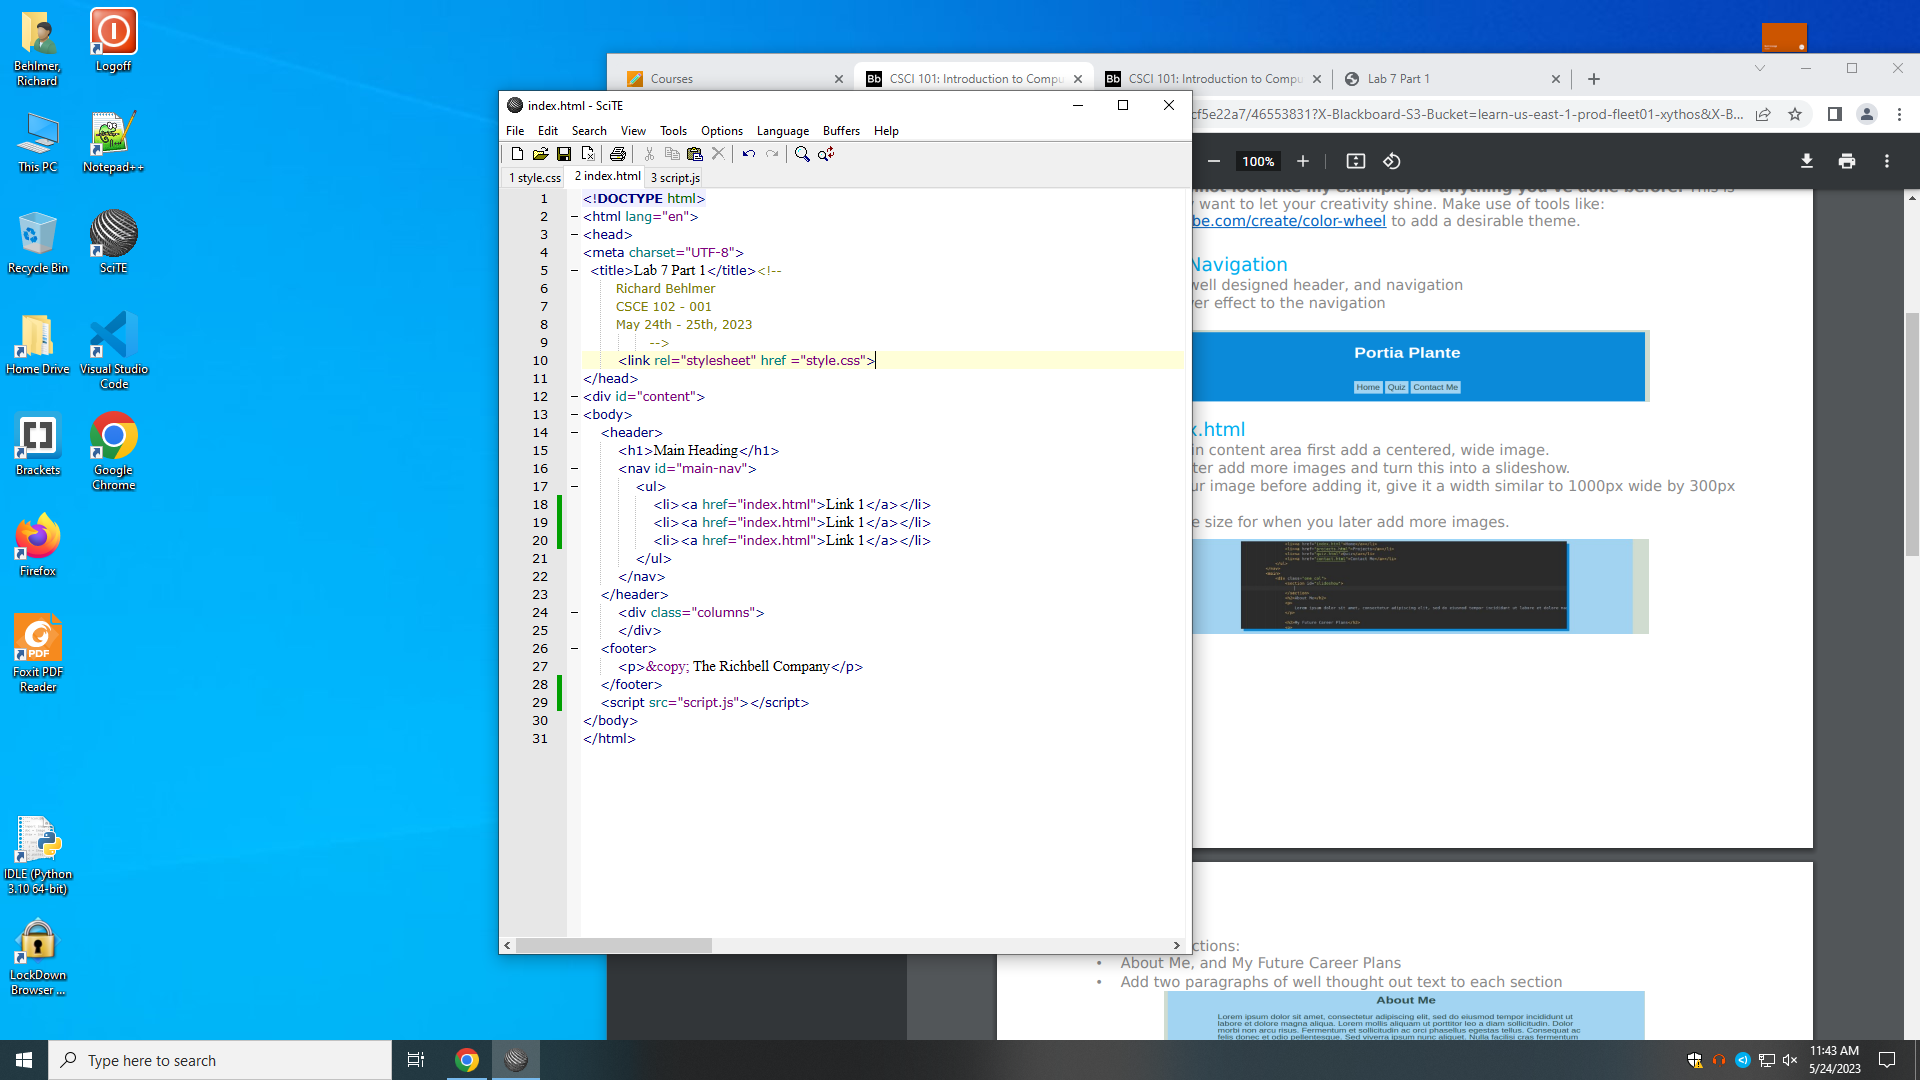 Behlmer,
Richard
Logoff
This PC
Notepad++
Recycle Bin
SciTE
Home Drive
Visual Studio
Code
Brackets
Google
Chrome
Firefox
Foxit PDF
Reader
IDLE (Python
3.10 64-bit)
LockDown
Browser ...
Courses
CSCI 101: Introduction to Compu
CSCI 101: Introduction to Compu
Lab 7 Part 1
cf5e22a7/46553831?X-Blackboard-S3-Bucket=learn-us-east-1-prod-fleet01-xythos&X-B...
100%
index.html - SciTE
File Edit Search View Tools Options Language Buffers Help
1 style.css 2 index.html 3 script.js
1 <!DOCTYPE html>
2 <html lang="en">
3 <head>
4 <meta charset="UTF-8">
5 <title>Lab 7 Part 1</title><!--
6 Richard Behlmer
7 CSCE 102 - 001
8 May 24th - 25th, 2023
9 -->
10 <link rel="stylesheet" href ="style.css">
11 </head>
12 <div id="content">
13 <body>
14 <header>
15 <h1>Main Heading</h1>
16 <nav id="main-nav">
17 <ul>
18 <li><a href="index.html">Link 1</a></li>
19 <li><a href="index.html">Link 1</a></li>
20 <li><a href="index.html">Link 1</a></li>
21 </ul>
22 </nav>
23 </header>
24 <div class="columns">
25 </div>
26 <footer>
27 <p>&copy; The Richbell Company</p>
28 </footer>
29 <script src="script.js"></script>
30 </body>
31 </html>
not look like my example, or anything you've done before! This is
want to let your creativity shine. Make use of tools like:
be.com/create/color-wheel to add a desirable theme.
Navigation
well designed header, and navigation
er effect to the navigation
Portia Plante
Home Quiz Contact Me
x.html
in content area first add a centered, wide image.
ter add more images and turn this into a slideshow.
ur image before adding it, give it a width similar to 1000px wide by 300px
e size for when you later add more images.
ctions:
• About Me, and My Future Career Plans
• Add two paragraphs of well thought out text to each section
About Me
Lorem ipsum dolor sit amet, consectetur adipiscing elit, sed do eiusmod tempor incididunt ut
labore et dolore magna aliqua. Lorem mollis aliquam ut porttitor leo a diam sollicitudin. Dolor
morbi non arcu risus. Fermentum et sollicitudin ac orci phasellus egestas tellus. Consequat ac
felis donec et odio pellentesque. Sed viverra ipsum nunc aliquet. Nulla facilisi cras fermentum
Type here to search
11:43 AM
5/24/2023